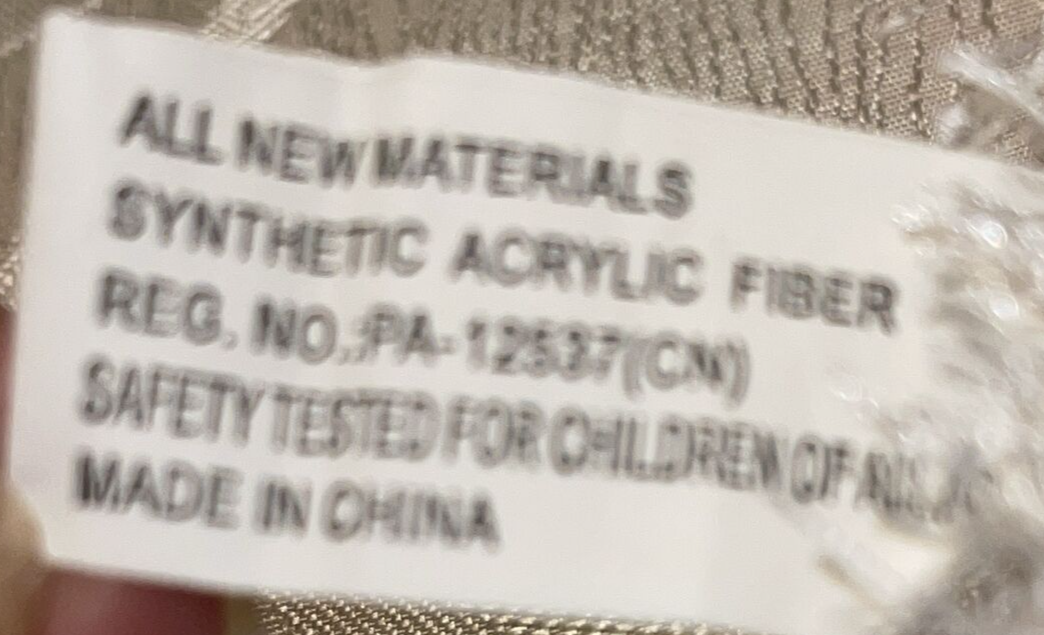 ALL NEW MATERIALS
SYNTHETIC ACRYLIC FIBER
REG. NO.:PA-12537(CN)
SAFETY TESTED FOR CHILDREN OF ALL
MADE IN CHINA